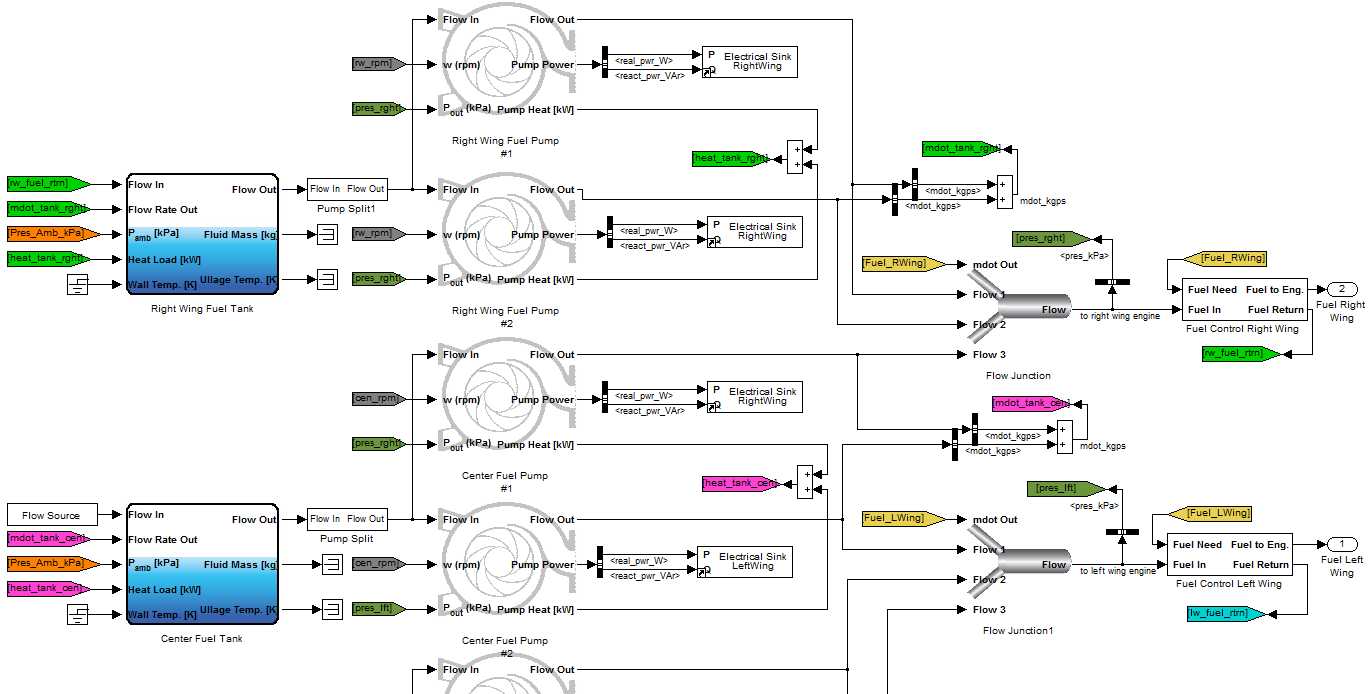 Flow In
Flow Out
[rw_rpm]
w (rpm)
Pump Power
<real_pwr_W>
<react_pwr_VAr>
P
Q
Electrical Sink
RightWing
[pres_rght]
Pout (kPa)
Pump Heat [kW]
Right Wing Fuel Pump
#1
[heat_tank_rght]
+
+
[mdot_tank_rght]
[rw_fuel_rtrn]
Flow In
Flow Out
[mdot_tank_rght]
Flow Rate Out
[Pres_Amb_kPa]
Pamb [kPa]
Fluid Mass [kg]
[heat_tank_rght]
Heat Load [kW]
Wall Temp. [K]
Ullage Temp. [K]
Right Wing Fuel Tank
Flow In
Flow Out
Pump Split1
Flow In
Flow Out
[rw_rpm]
w (rpm)
Pump Power
<real_pwr_W>
<react_pwr_VAr>
P
Q
Electrical Sink
RightWing
[pres_rght]
Pout (kPa)
Pump Heat [kW]
Right Wing Fuel Pump
#2
<mdot_kgps>
<mdot_kgps>
+
+
mdot_kgps
[Fuel_RWing]
mdot Out
Flow 1
Flow 2
Flow 3
Flow
Flow Junction
[pres_rght]
<pres_kPa>
to right wing engine
[Fuel_RWing]
Fuel Need
Fuel to Eng.
Fuel In
Fuel Return
Fuel Control Right Wing
2
Fuel Right
Wing
[rw_fuel_rtrn]
Flow In
Flow Out
[cen_rpm]
w (rpm)
Pump Power
<real_pwr_W>
<react_pwr_VAr>
P
Q
Electrical Sink
RightWing
[pres_rght]
Pout (kPa)
Pump Heat [kW]
Center Fuel Pump
#1
[heat_tank_cen]
+
+
[mdot_tank_cen]
<mdot_kgps>
<mdot_kgps>
+
+
mdot_kgps
Flow Source
Flow In
Flow Out
[mdot_tank_cen]
Flow Rate Out
[Pres_Amb_kPa]
Pamb [kPa]
Fluid Mass [kg]
[heat_tank_cen]
Heat Load [kW]
Wall Temp. [K]
Ullage Temp. [K]
Center Fuel Tank
Flow In
Flow Out
Pump Split
Flow In
Flow Out
[cen_rpm]
w (rpm)
Pump Power
<real_pwr_W>
<react_pwr_VAr>
P
Q
Electrical Sink
LeftWing
[pres_lft]
Pout (kPa)
Pump Heat [kW]
Center Fuel Pump
#2
[Fuel_LWing]
mdot Out
Flow 1
Flow 2
Flow 3
Flow
Flow Junction1
[pres_lft]
<pres_kPa>
to left wing engine
[Fuel_LWing]
Fuel Need
Fuel to Eng.
Fuel In
Fuel Return
Fuel Control Left Wing
1
Fuel Left
Wing
[lw_fuel_rtrn]
Flow In
Flow Out